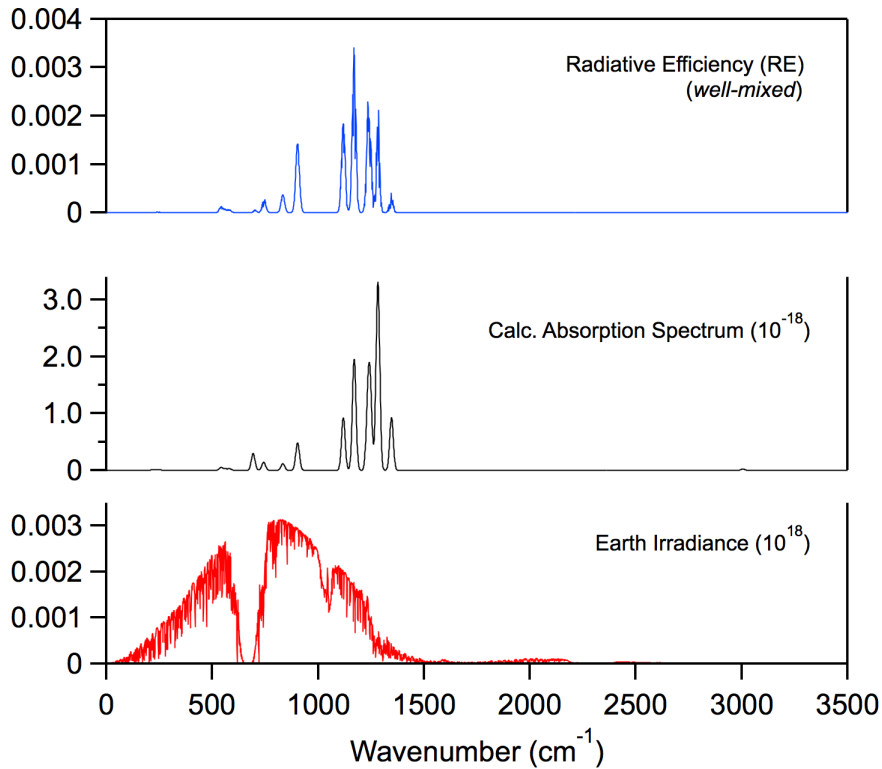 0.004
0.003
0.002
0.001
0
Radiative Efficiency (RE)
(well-mixed)
3.0
2.0
1.0
0
Calc. Absorption Spectrum (10⁻¹⁸)
0.003
0.002
0.001
0
Earth Irradiance (10¹⁸)
0 500 1000 1500 2000 2500 3000 3500
Wavenumber (cm⁻¹)